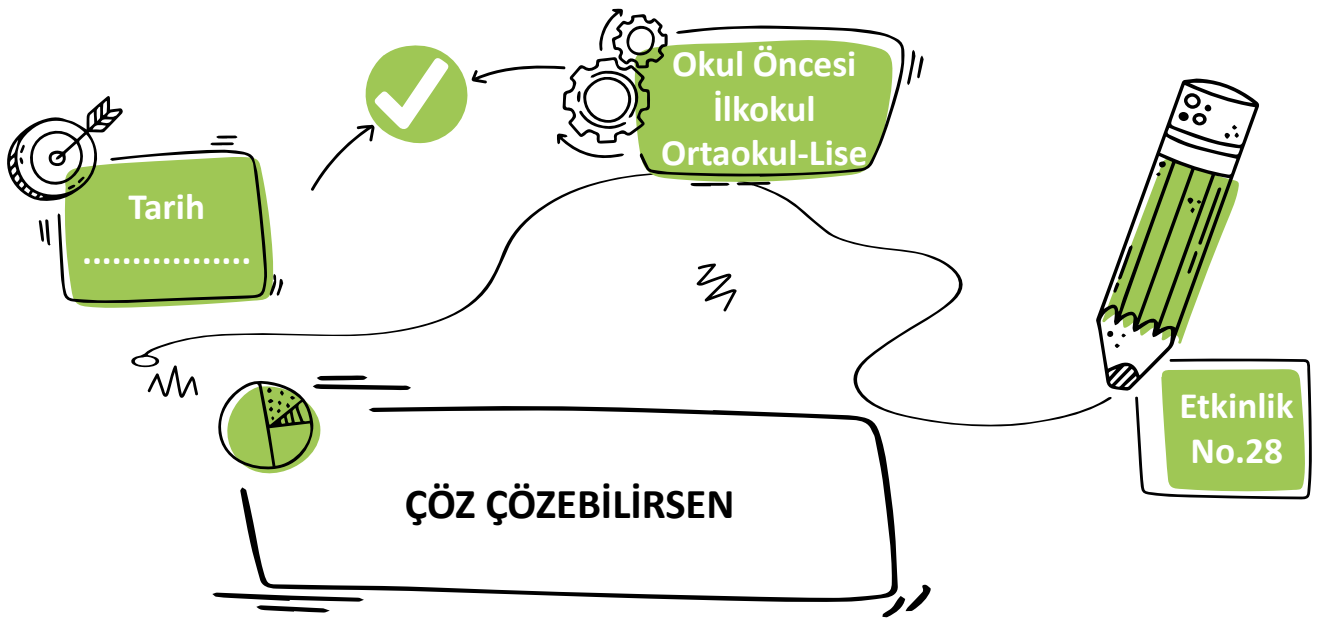 Okul Öncesi
İlkokul
Ortaokul-Lise
Tarih
.................
Etkinlik
No.28
ÇÖZ ÇÖZEBİLİRSEN